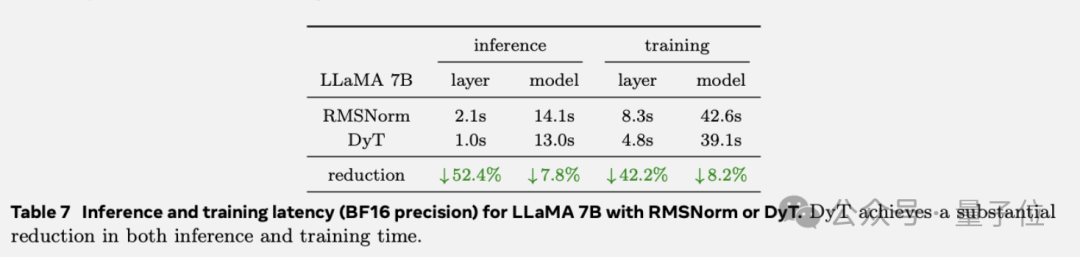 inference training
LLaMA 7B layer model layer model
RMSNorm 2.1s 14.1s 8.3s 42.6s
DyT 1.0s 13.0s 4.8s 39.1s
reduction ↓52.4% ↓7.8% ↓42.2% ↓8.2%
Table 7 Inference and training latency (BF16 precision) for LLaMA 7B with RMSNorm or DyT. DyT achieves a substantial
reduction in both inference and training time.
公众号 · 量子位